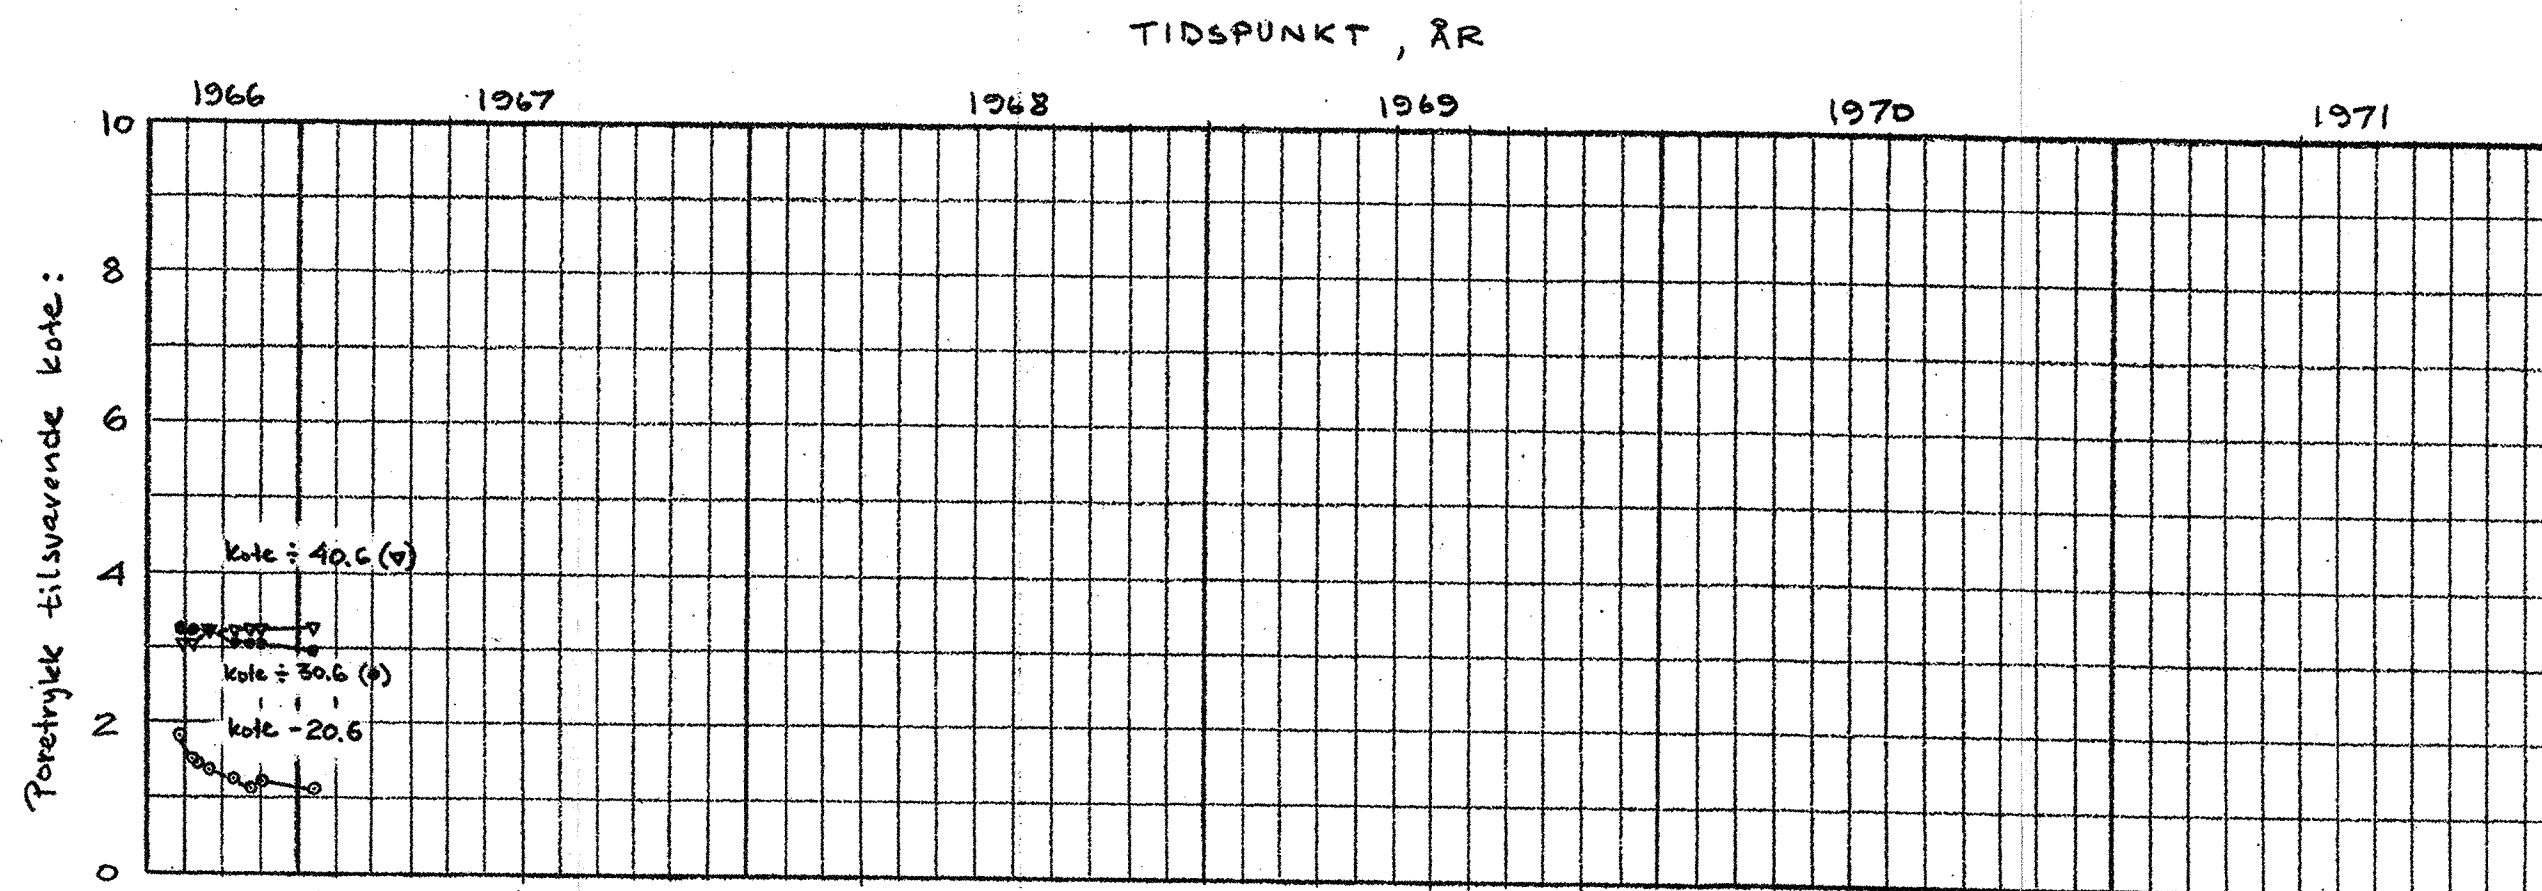 TIDSPUNKT, ÅR
1966 1967 1968 1969 1970 1971
10
8
6
4
2
0
Poretrykk tilsvarende kote:
kote ÷ 40.6 (▽)
kote ÷ 30.6 (●)
kote -20.6